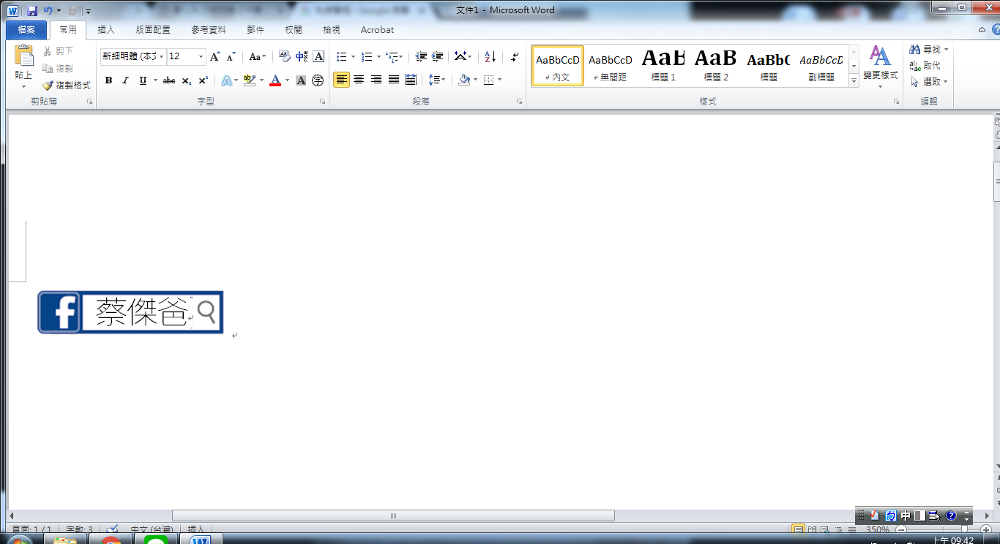 文件1 - Microsoft Word
檔案 常用 插入 版面配置 參考資料 郵件 校閱 檢視 Acrobat
貼上 剪下 複製 複製格式
剪貼簿
新細明體 (本文 12
字型
段落
AaBbCcD 內文
AaBbCcD 無間距
AaB 標題 1
AaB 標題 2
AaBb( 標題
AaBbCcD 副標題
變更樣式
樣式
尋找
取代
選取
編輯
f 蔡傑爸
頁面: 1 / 1 字數: 3 中文 (台灣) 插入
中
350%
上午 09:42